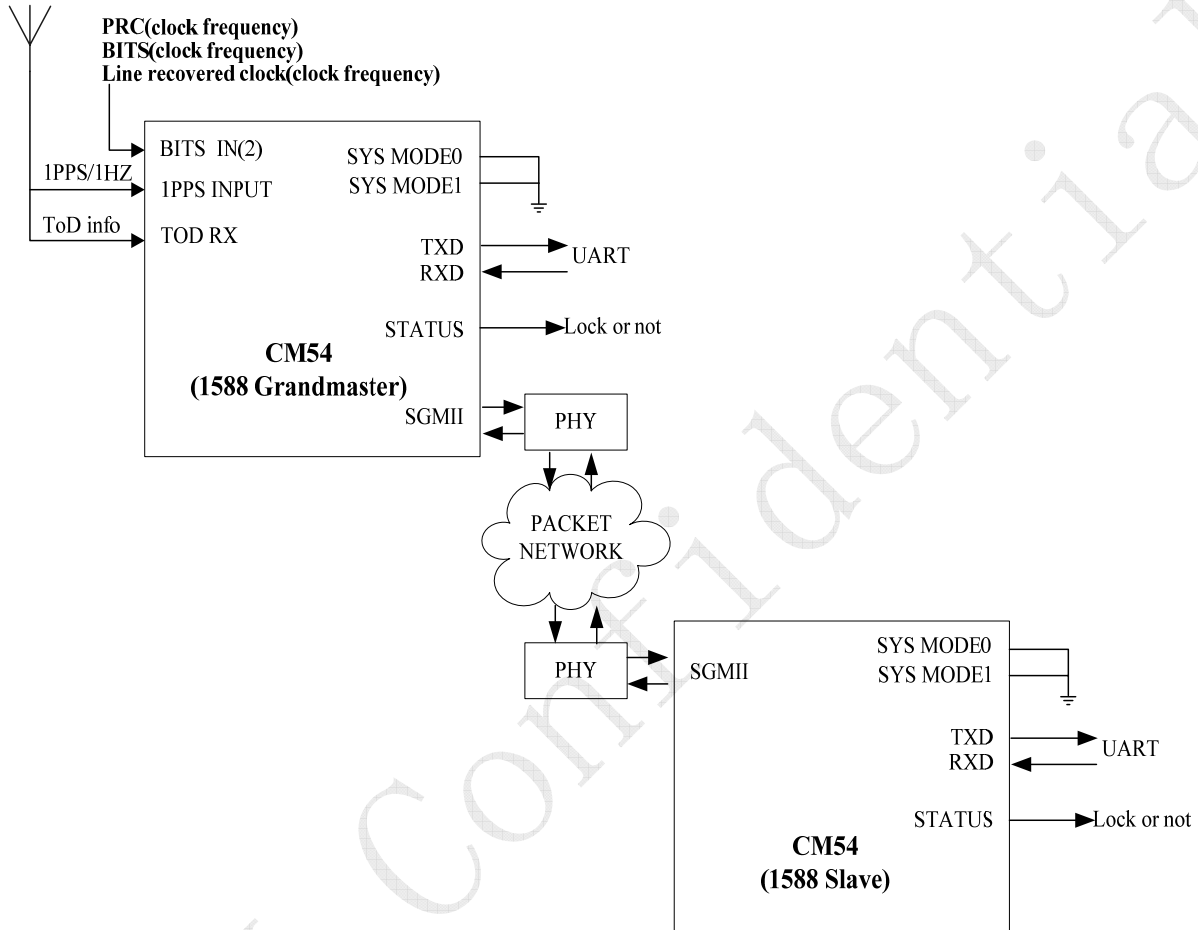 PRC(clock frequency)
BITS(clock frequency)
Line recovered clock(clock frequency)
BITS IN(2)
1PPS/1HZ
1PPS INPUT
ToD info
TOD RX
SYS MODE0
SYS MODE1
TXD
RXD
UART
STATUS
Lock or not
CM54
(1588 Grandmaster)
SGMII
PHY
PACKET
NETWORK
PHY
SGMII
SYS MODE0
SYS MODE1
TXD
RXD
UART
STATUS
Lock or not
CM54
(1588 Slave)
Confidentia